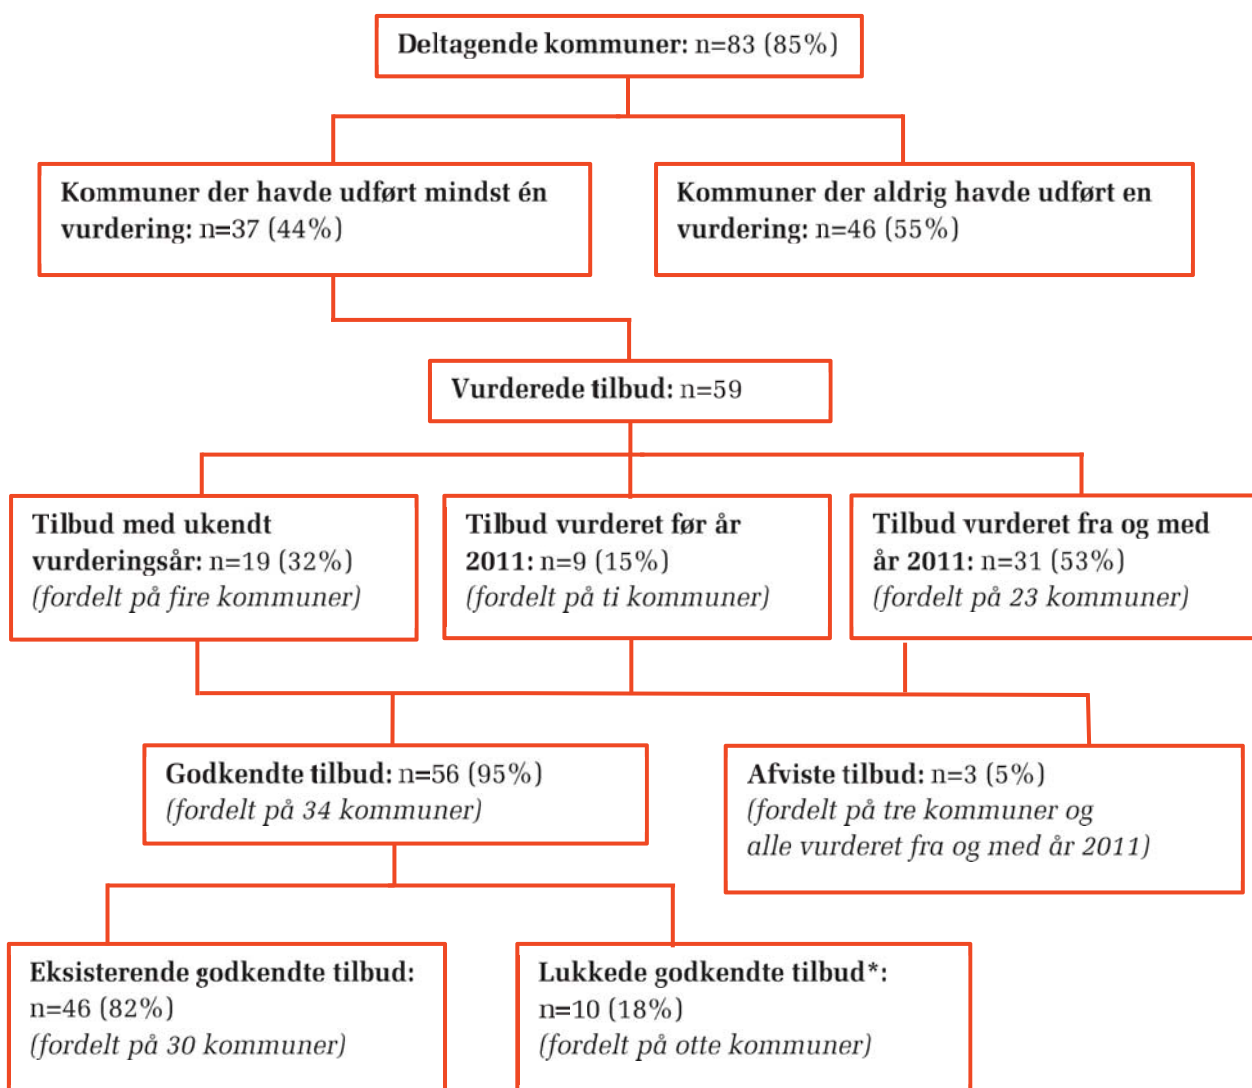 Deltagende kommuner: n=83 (85%)
Kommuner der havde udført mindst én
vurdering: n=37 (44%)
Kommuner der aldrig havde udført en
vurdering: n=46 (55%)
Vurderede tilbud: n=59
Tilbud med ukendt
vurderingsår: n=19 (32%)
(fordelt på fire kommuner)
Tilbud vurderet før år
2011: n=9 (15%)
(fordelt på ti kommuner)
Tilbud vurderet fra og med
år 2011: n=31 (53%)
(fordelt på 23 kommuner)
Godkendte tilbud: n=56 (95%)
(fordelt på 34 kommuner)
Afviste tilbud: n=3 (5%)
(fordelt på tre kommuner og
alle vurderet fra og med år 2011)
Eksisterende godkendte tilbud:
n=46 (82%)
(fordelt på 30 kommuner)
Lukkede godkendte tilbud*:
n=10 (18%)
(fordelt på otte kommuner)